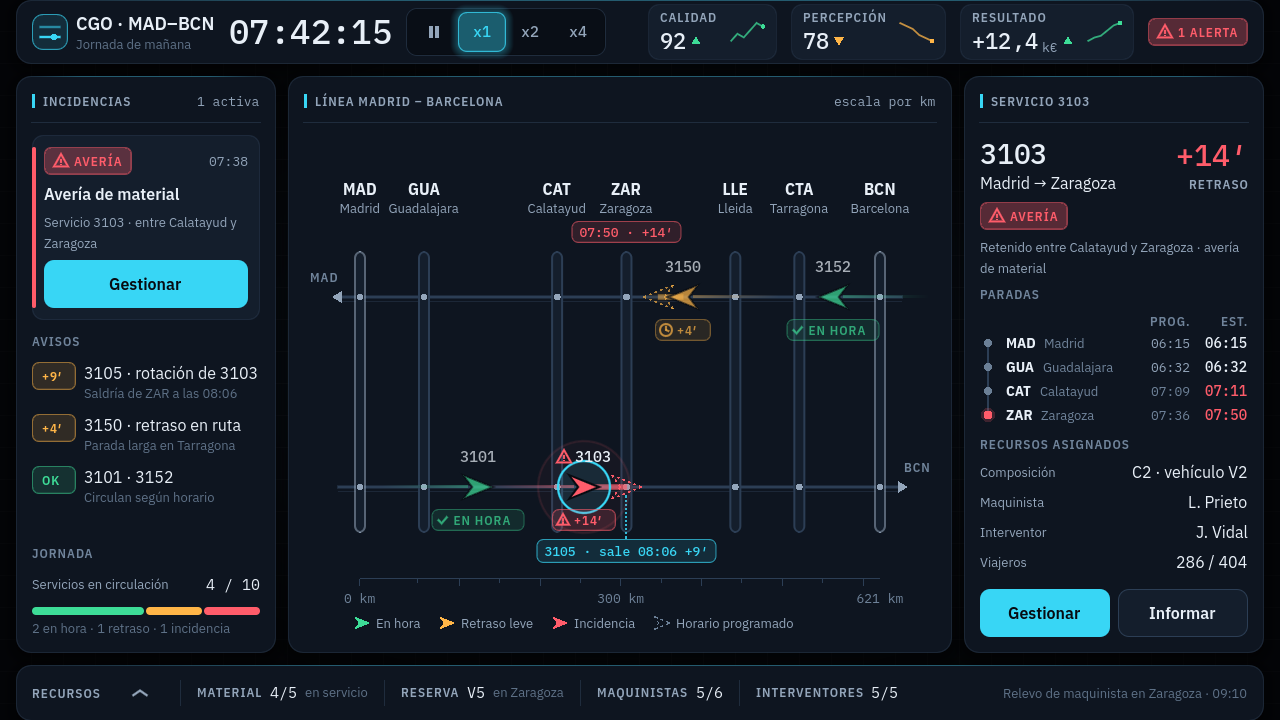 CGO · MAD–BCN
Jornada de mañana
07:42:15
x1
x2
x4
CALIDAD
92
PERCEPCIÓN
78
RESULTADO
+12,4 k€
1 ALERTA
INCIDENCIAS
1 activa
AVERÍA
07:38
Avería de material
Servicio 3103 · entre Calatayud y
Zaragoza
Gestionar
AVISOS
+9′
3105 · rotación de 3103
Saldría de ZAR a las 08:06
+4′
3150 · retraso en ruta
Parada larga en Tarragona
OK
3101 · 3152
Circulan según horario
JORNADA
Servicios en circulación
4 / 10
2 en hora · 1 retraso · 1 incidencia
LÍNEA MADRID – BARCELONA
escala por km
MAD
GUA
CAT
ZAR
LLE
CTA
BCN
Madrid
Guadalajara
Calatayud
Zaragoza
Lleida
Tarragona
Barcelona
07:50 · +14′
MAD
3150
3152
+4′
EN HORA
3101
3103
BCN
EN HORA
+14′
3105 · sale 08:06 +9′
0 km
300 km
621 km
En hora
Retraso leve
Incidencia
Horario programado
SERVICIO 3103
3103
+14′
Madrid → Zaragoza
RETRASO
AVERÍA
Retenido entre Calatayud y Zaragoza · avería
de material
PARADAS
PROG.
EST.
MAD Madrid 06:15 06:15
GUA Guadalajara 06:32 06:32
CAT Calatayud 07:09 07:11
ZAR Zaragoza 07:36 07:50
RECURSOS ASIGNADOS
Composición C2 · vehículo V2
Maquinista L. Prieto
Interventor J. Vidal
Viajeros 286 / 404
Gestionar
Informar
RECURSOS
MATERIAL 4/5 en servicio
RESERVA V5 en Zaragoza
MAQUINISTAS 5/6
INTERVENTORES 5/5
Relevo de maquinista en Zaragoza · 09:10